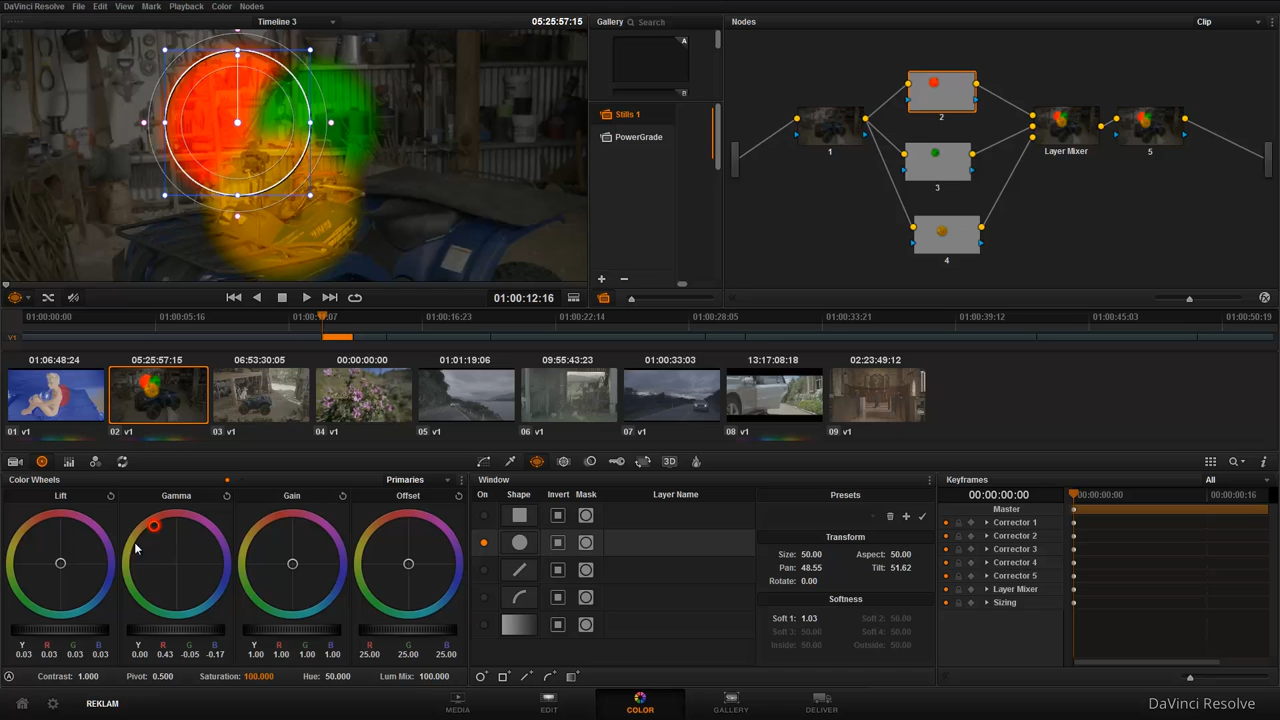 DaVinci Resolve File Edit View Mark Playback Color Nodes
Timeline 3 05:25:57:15 Gallery Search Nodes Clip
A
B
Stills 1
PowerGrade
1 2 3 4 Layer Mixer 5
01:00:12:16
01:00:00:00 01:00:05:16 01:00:16:23 01:00:22:14 01:00:28:05 01:00:33:21 01:00:39:12 01:00:45:03 01:00:50:19
V1
01:06:48:24 05:25:57:15 06:53:30:05 00:00:00:00 01:01:19:06 09:55:43:23 01:00:33:03 13:17:08:18 02:23:49:12
01 v1 02 v1 03 v1 04 v1 05 v1 06 v1 07 v1 08 v1 09 v1
3D
Color Wheels Primaries Window Keyframes All
Lift Gamma Gain Offset On Shape Invert Mask Layer Name Presets 00:00:00:00 00:00:00:00 00:00:00:16
Master
Corrector 1
Transform Corrector 2
Size: 50.00 Aspect: 50.00 Corrector 3
Pan: 48.55 Tilt: 51.62 Corrector 4
Rotate: 0.00 Corrector 5
Softness Layer Mixer
Sizing
Soft 1: 1.03 Soft 2: 50.00
Soft 3: 50.00 Soft 4: 50.00
Inside: 50.00 Outside: 50.00
Y R G B Y R G B Y R G B R G B
0.03 0.03 0.03 0.03 0.00 0.43 -0.05 -0.17 1.00 1.00 1.00 1.00 25.00 25.00 25.00
A Contrast: 1.000 Pivot: 0.500 Saturation: 100.000 Hue: 50.000 Lum Mix: 100.000
REKLAM MEDIA EDIT COLOR GALLERY DELIVER DaVinci Resolve